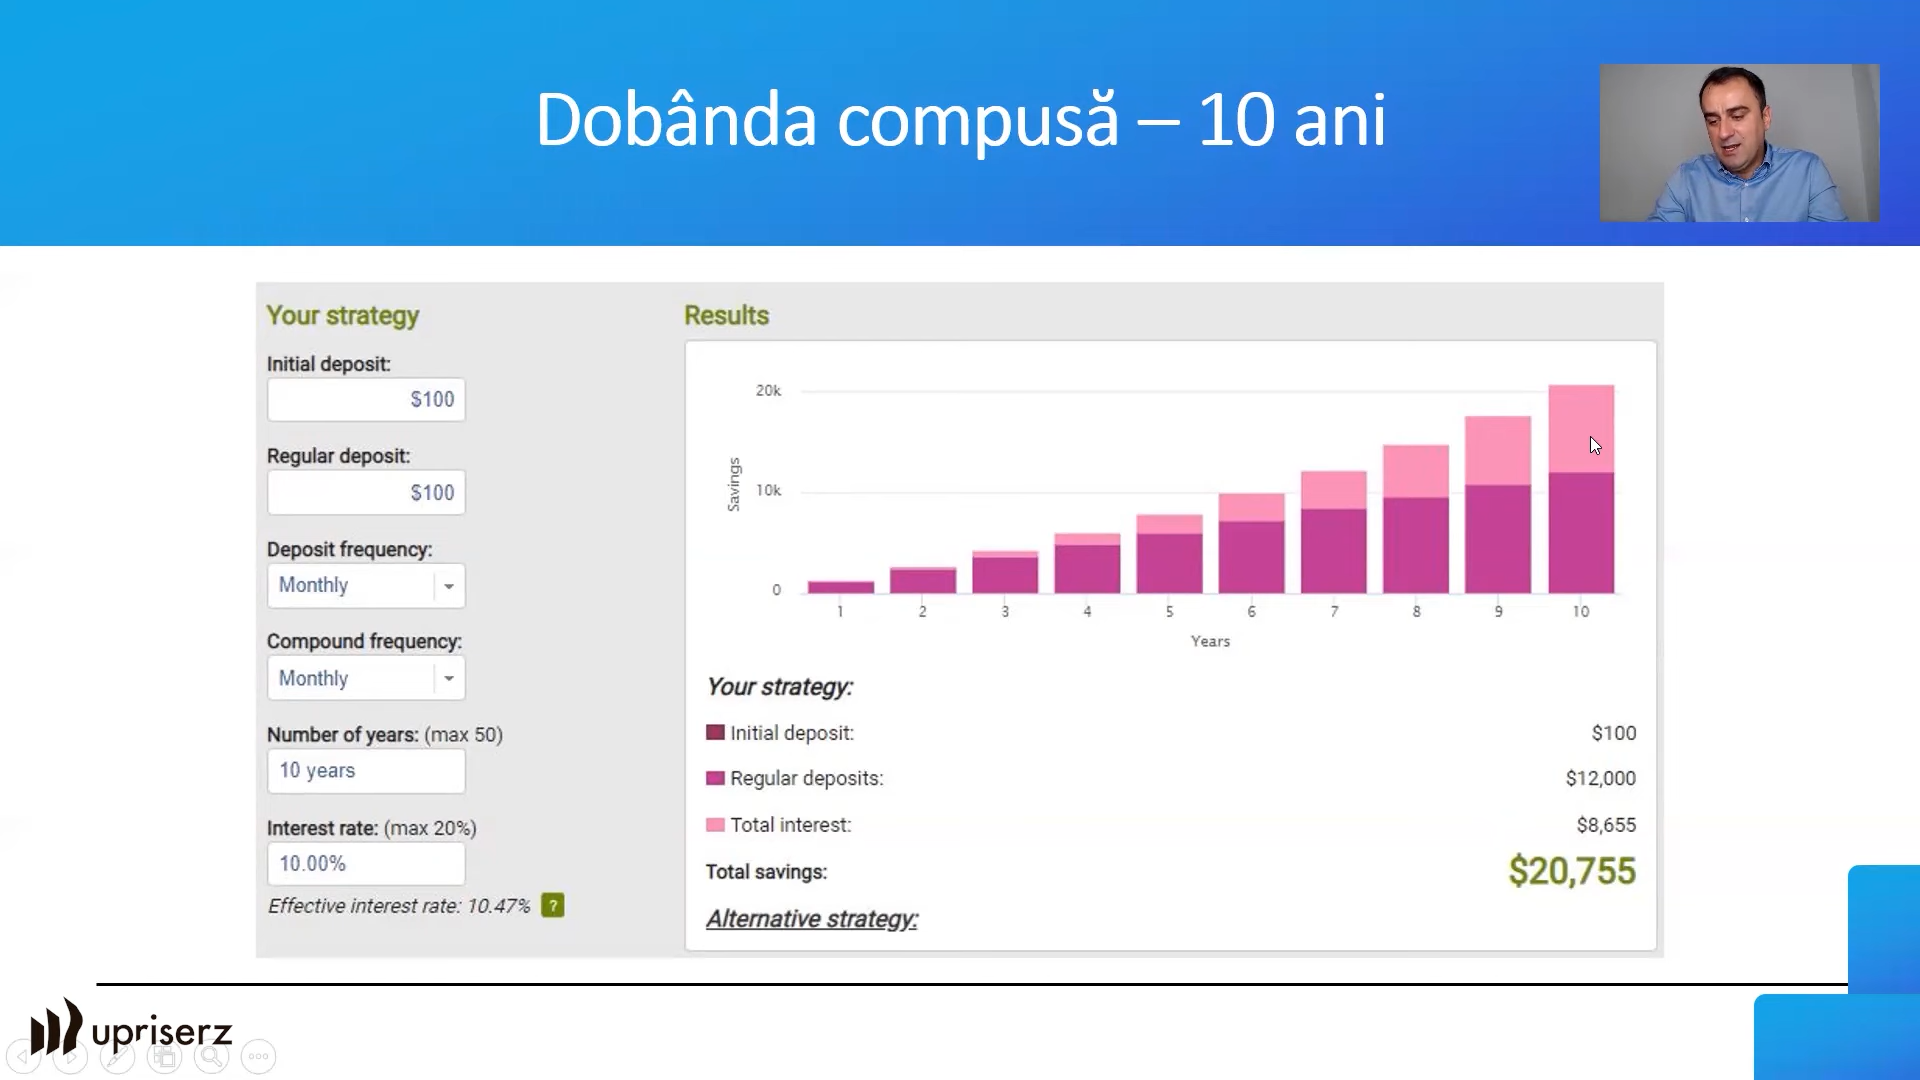 Dobânda compusă – 10 ani
Your strategy
Initial deposit:
$100
Regular deposit:
$100
Deposit frequency:
Monthly
Compound frequency:
Monthly
Number of years: (max 50)
10 years
Interest rate: (max 20%)
10.00%
Effective interest rate: 10.47% ?
Results
20k
10k
0
Savings
1 2 3 4 5 6 7 8 9 10
Years
Your strategy:
Initial deposit: $100
Regular deposits: $12,000
Total interest: $8,655
Total savings: $20,755
Alternative strategy:
upriserz